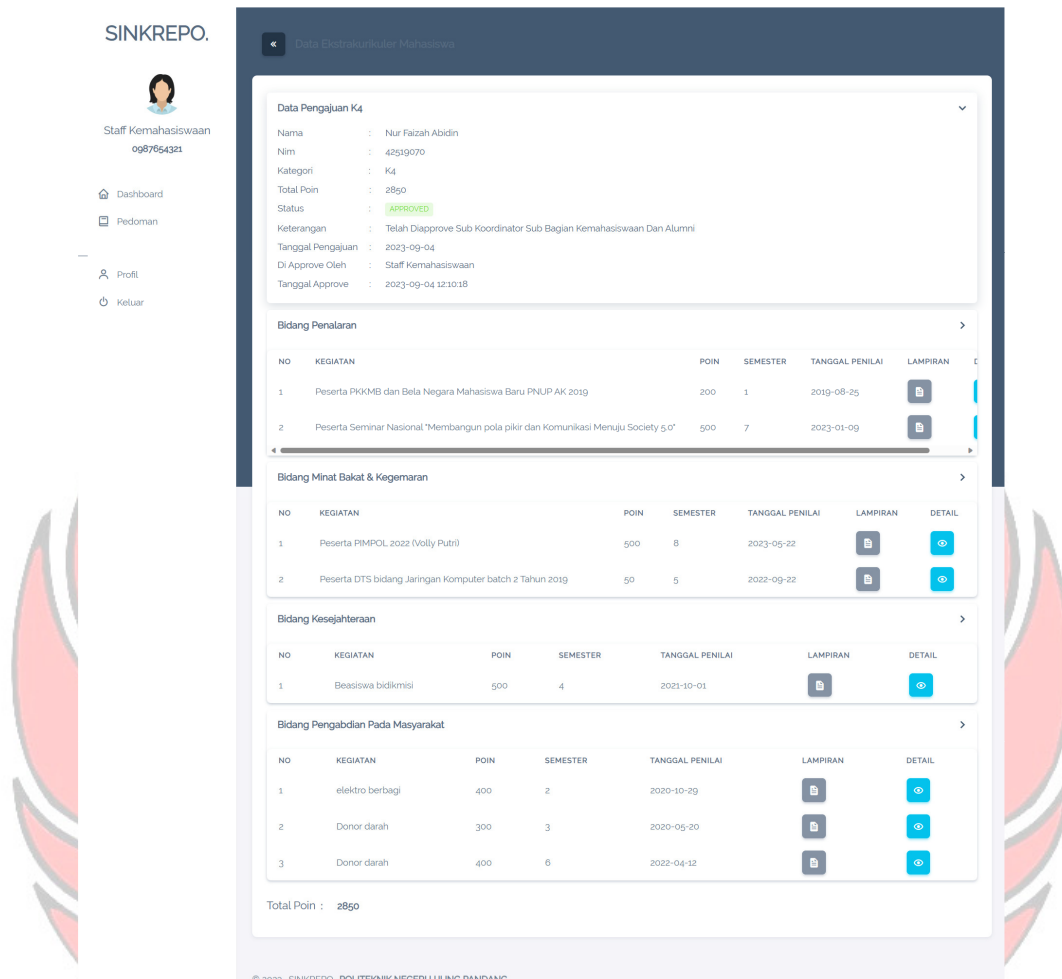 SINKREPO.
Staff Kemahasiswaan
0987654321
Dashboard
Pedoman
Profil
Keluar
Data Ekstrakurikuler Mahasiswa
Data Pengajuan K4
Nama : Nur Faizah Abidin
Nim : 42519070
Kategori : K4
Total Poin : 2850
Status : APPROVED
Keterangan : Telah Diapprove Sub Koordinator Sub Bagian Kemahasiswaan Dan Alumni
Tanggal Pengajuan : 2023-09-04
Di Approve Oleh : Staff Kemahasiswaan
Tanggal Approve : 2023-09-04 12:10:18
Bidang Penalaran
NO KEGIATAN POIN SEMESTER TANGGAL PENILAI LAMPIRAN
1 Peserta PKKMB dan Bela Negara Mahasiswa Baru PNUP AK 2019 200 1 2019-08-25
2 Peserta Seminar Nasional "Membangun pola pikir dan Komunikasi Menuju Society 5.0" 500 7 2023-01-09
Bidang Minat Bakat & Kegemaran
NO KEGIATAN POIN SEMESTER TANGGAL PENILAI LAMPIRAN DETAIL
1 Peserta PIMPOL 2022 (Volly Putri) 500 8 2023-05-22
2 Peserta DTS bidang Jaringan Komputer batch 2 Tahun 2019 50 5 2022-09-22
Bidang Kesejahteraan
NO KEGIATAN POIN SEMESTER TANGGAL PENILAI LAMPIRAN DETAIL
1 Beasiswa bidikmisi 500 4 2021-10-01
Bidang Pengabdian Pada Masyarakat
NO KEGIATAN POIN SEMESTER TANGGAL PENILAI LAMPIRAN DETAIL
1 elektro berbagi 400 2 2020-10-29
2 Donor darah 300 3 2020-05-20
3 Donor darah 400 6 2022-04-12
Total Poin : 2850
SINKREPO. POLITEKNIK NEGERI UJUNG PANDANG